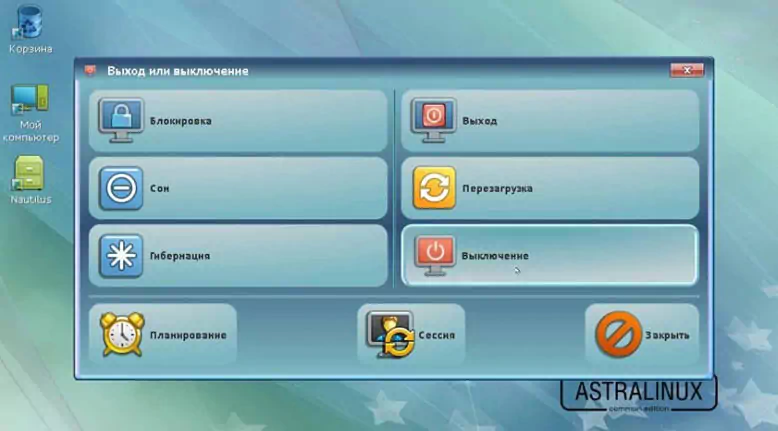 Корзина
Мой
компьютер
Nautilus
Выход или выключение
Блокировка
Выход
Сон
Перезагрузка
Гибернация
Выключение
Планирование
Сессия
Закрыть
ASTRALINUX
common edition